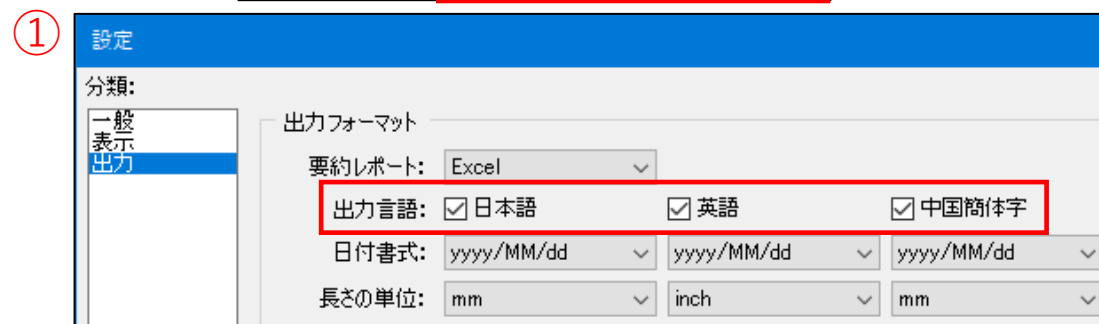 ①
設定
分類:
一般
表示
出力
出力フォーマット
要約レポート: Excel
出力言語: 日本語 英語 中国簡体字
日付書式: yyyy/MM/dd yyyy/MM/dd yyyy/MM/dd
長さの単位: mm inch mm